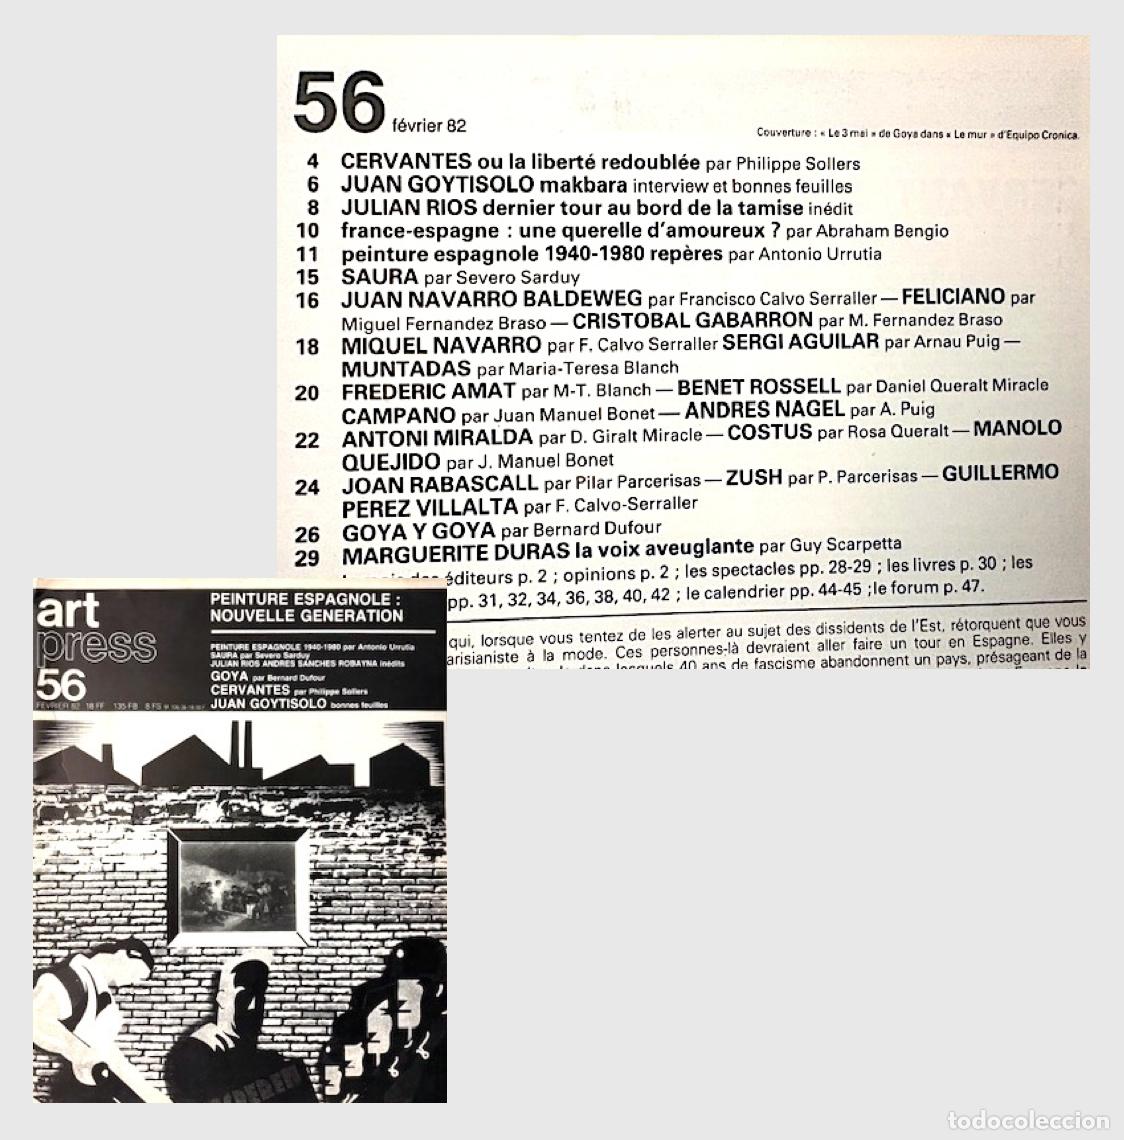 56
février 82
Couverture : « Le 3 mai » de Goya dans « Le mur » d'Equipo Cronica.
4 CERVANTES ou la liberté redoublée par Philippe Sollers
6 JUAN GOYTISOLO makbara interview et bonnes feuilles
8 JULIAN RIOS dernier tour au bord de la tamise inédit
10 france-espagne : une querelle d'amoureux ? par Abraham Bengio
11 peinture espagnole 1940-1980 repères par Antonio Urrutia
15 SAURA par Severo Sarduy
16 JUAN NAVARRO BALDEWEG par Francisco Calvo Serraller — FELICIANO par
Miguel Fernandez Braso — CRISTOBAL GABARRON par M. Fernandez Braso
18 MIQUEL NAVARRO par F. Calvo Serraller SERGI AGUILAR par Arnau Puig —
MUNTADAS par Maria-Teresa Blanch
20 FREDERIC AMAT par M-T. Blanch — BENET ROSSELL par Daniel Queralt Miracle
CAMPANO par Juan Manuel Bonet — ANDRES NAGEL par A. Puig
22 ANTONI MIRALDA par D. Giralt Miracle — COSTUS par Rosa Queralt — MANOLO
QUEJIDO par J. Manuel Bonet
24 JOAN RABASCALL par Pilar Parcerisas — ZUSH par P. Parcerisas — GUILLERMO
PEREZ VILLALTA par F. Calvo-Serraller
26 GOYA Y GOYA par Bernard Dufour
29 MARGUERITE DURAS la voix aveuglante par Guy Scarpetta
éditeurs p. 2 ; opinions p. 2 ; les spectacles pp. 28-29 ; les livres p. 30 ; les
pp. 31, 32, 34, 36, 38, 40, 42 ; le calendrier pp. 44-45 ; le forum p. 47.
qui, lorsque vous tentez de les alerter au sujet des dissidents de l'Est, rétorquent que vous
arisianiste à la mode. Ces personnes-là devraient aller faire un tour en Espagne. Elles y
lesquels 40 ans de fascisme abandonnent un pays, présageant de la
art
press
56
FEVRIER 82 18 FF 135 FB 8 FS
PEINTURE ESPAGNOLE :
NOUVELLE GENERATION
PEINTURE ESPAGNOLE 1940-1980 par Antonio Urrutia
SAURA par Severo Sarduy
JULIAN RIOS ANDRES SANCHES ROBAYNA inédits
GOYA par Bernard Dufour
CERVANTES par Philippe Sollers
JUAN GOYTISOLO bonnes feuilles
todocoleccion